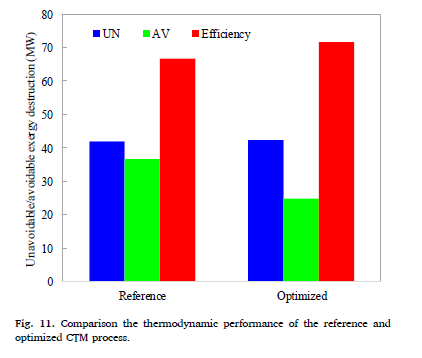 80
70
60
50
40
30
20
10
0
Unavoidable/avoidable exergy destruction (MW)
UN AV Efficiency
Reference Optimized
Fig. 11. Comparison the thermodynamic performance of the reference and
optimized CTM process.